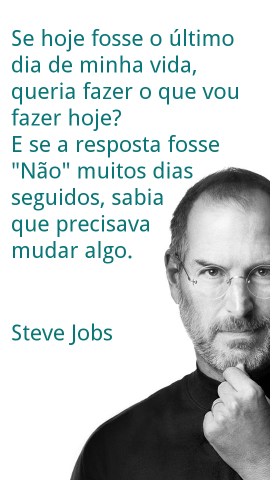 Se hoje fosse o último
dia de minha vida,
queria fazer o que vou
fazer hoje?
E se a resposta fosse
"Não" muitos dias
seguidos, sabia
que precisava
mudar algo.
Steve Jobs